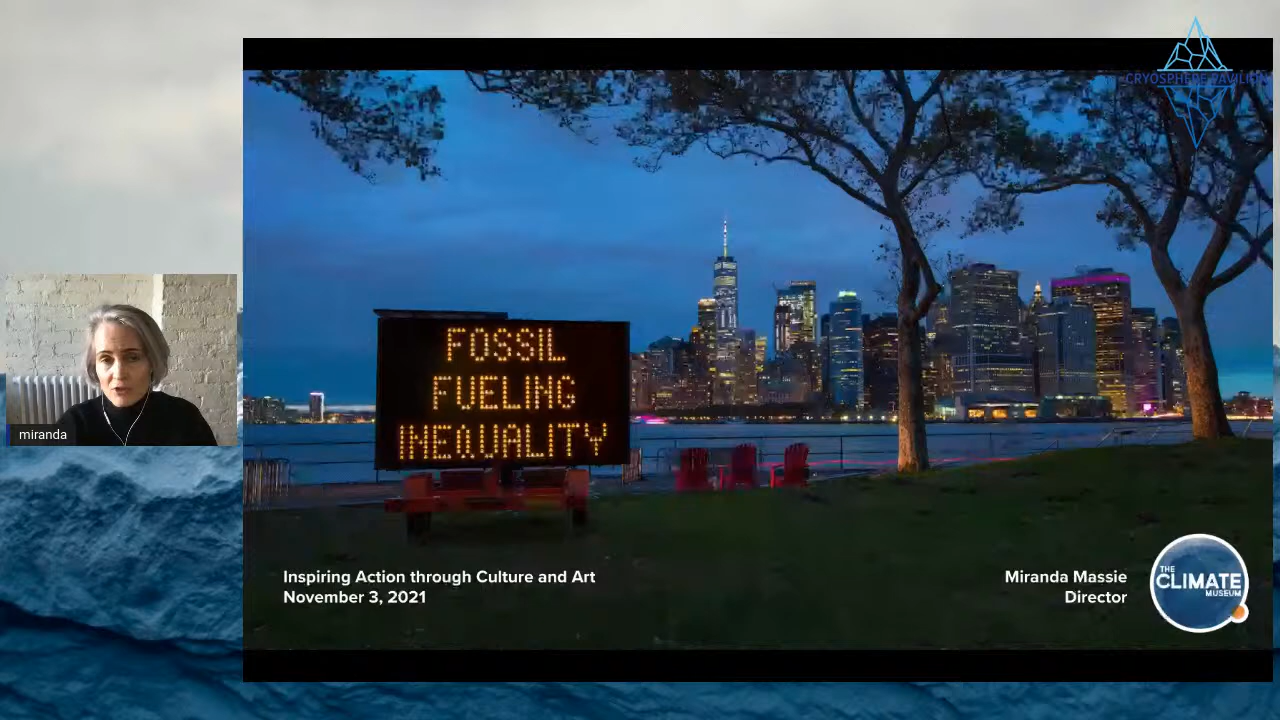 CRYOSPHERE PAVILION
FOSSIL
FUELING
INEQUALITY
miranda
Inspiring Action through Culture and Art
November 3, 2021
Miranda Massie
Director
THE
CLIMATE
MUSEUM